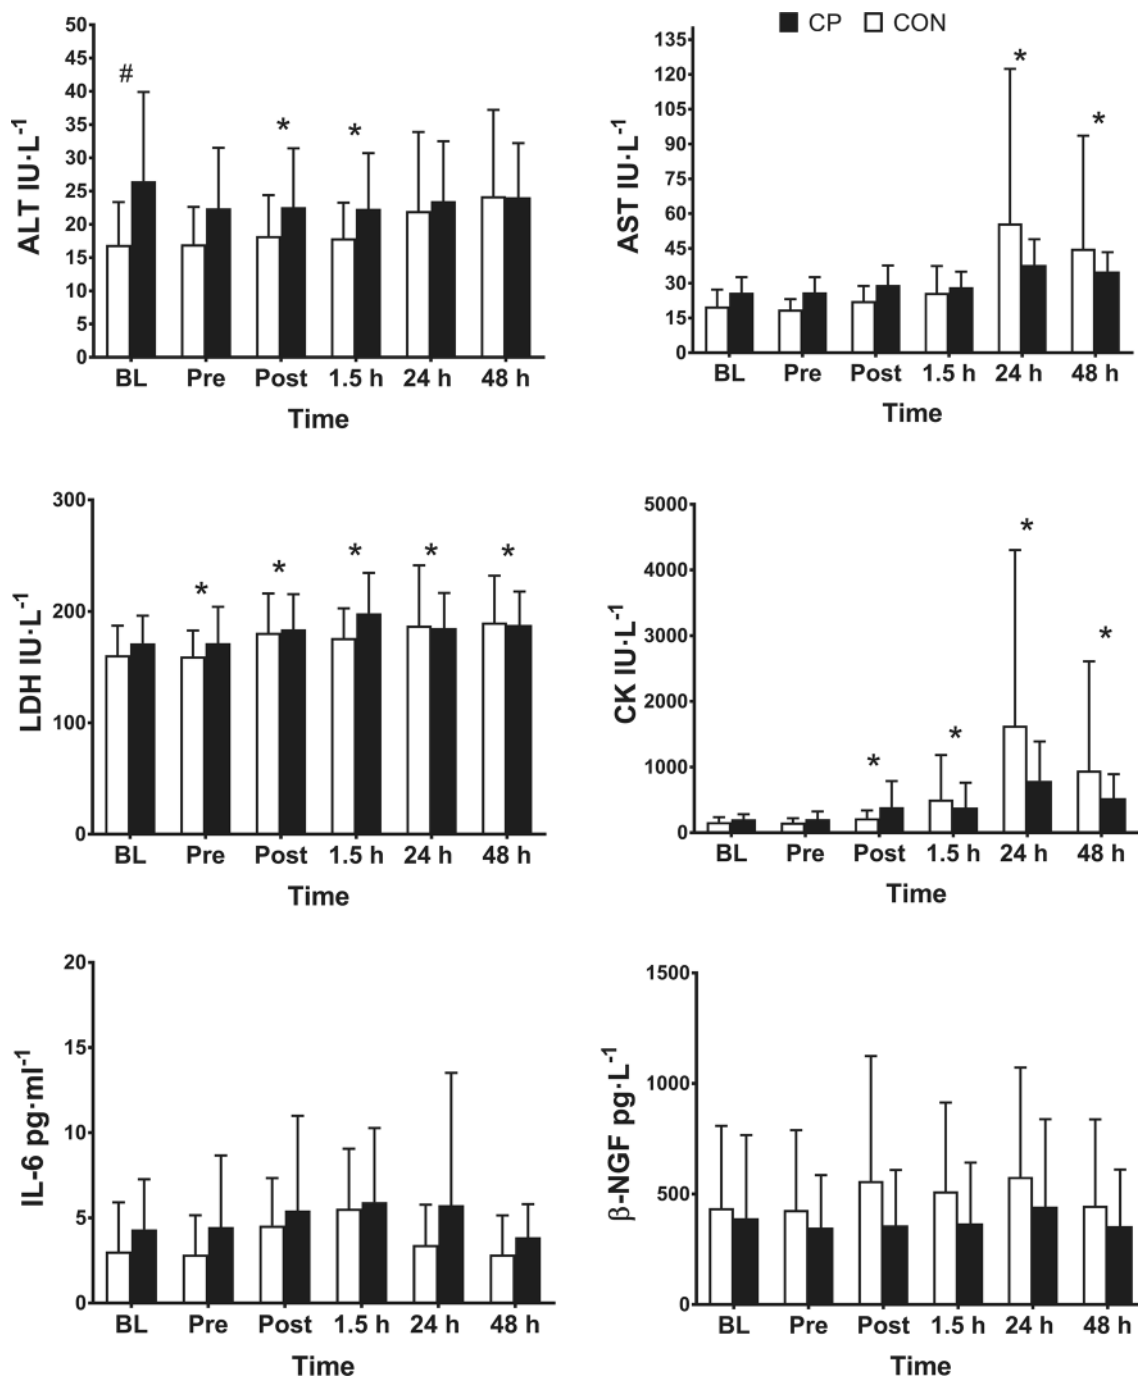 CP CON
50
45
40
35
30
25
20
15
10
5
0
ALT IU·L⁻¹
#
*
*
BL Pre Post 1.5 h 24 h 48 h
Time
135
120
105
90
75
60
45
30
15
0
AST IU·L⁻¹
*
*
BL Pre Post 1.5 h 24 h 48 h
Time
300
200
100
0
LDH IU·L⁻¹
*
*
*
*
*
BL Pre Post 1.5 h 24 h 48 h
Time
5000
4000
3000
2000
1000
0
CK IU·L⁻¹
*
*
*
*
BL Pre Post 1.5 h 24 h 48 h
Time
20
15
10
5
0
IL-6 pg·ml⁻¹
BL Pre Post 1.5 h 24 h 48 h
Time
1500
1000
500
0
β-NGF pg·L⁻¹
BL Pre Post 1.5 h 24 h 48 h
Time